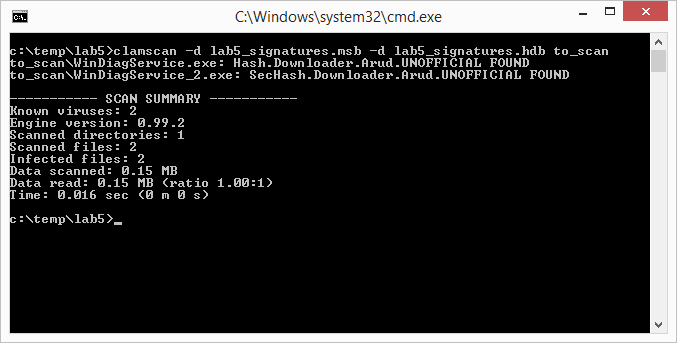 C:\Windows\system32\cmd.exe
c:\temp\lab5>clamscan -d lab5_signatures.msb -d lab5_signatures.hdb to_scan
to_scan\WinDiagService.exe: Hash.Downloader.Arud.UNOFFICIAL FOUND
to_scan\WinDiagService_2.exe: SecHash.Downloader.Arud.UNOFFICIAL FOUND
----------- SCAN SUMMARY -----------
Known viruses: 2
Engine version: 0.99.2
Scanned directories: 1
Scanned files: 2
Infected files: 2
Data scanned: 0.15 MB
Data read: 0.15 MB (ratio 1.00:1)
Time: 0.016 sec (0 m 0 s)
c:\temp\lab5>_